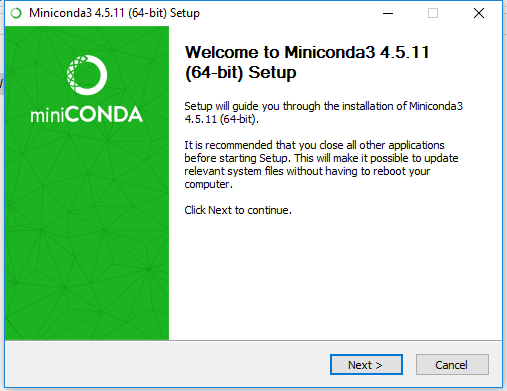 Miniconda3 4.5.11 (64-bit) Setup
miniCONDA
Welcome to Miniconda3 4.5.11
(64-bit) Setup
Setup will guide you through the installation of Miniconda3
4.5.11 (64-bit).
It is recommended that you close all other applications
before starting Setup. This will make it possible to update
relevant system files without having to reboot your
computer.
Click Next to continue.
Next >
Cancel